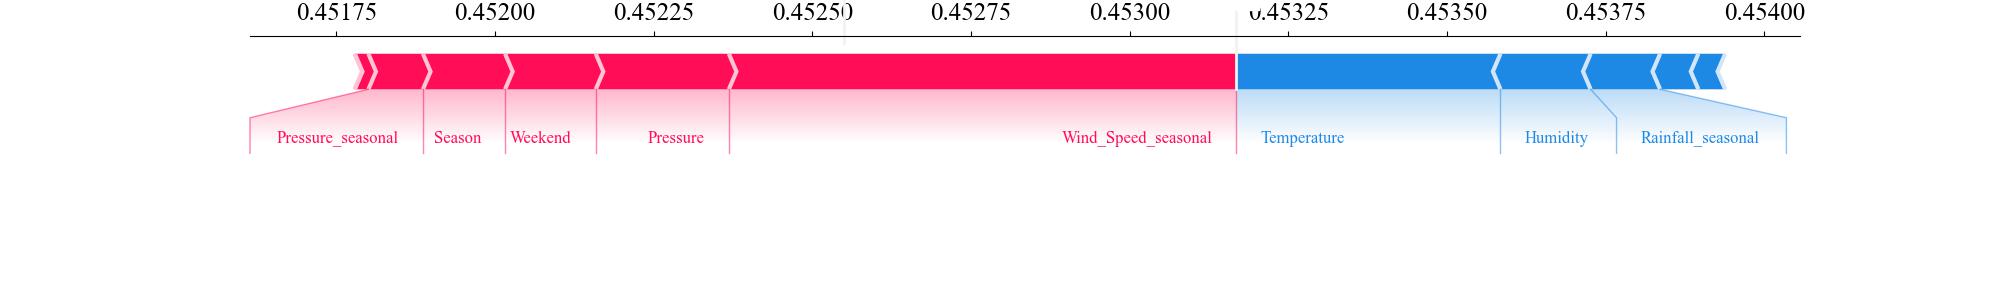 0.45175 0.45200 0.45225 0.45250 0.45275 0.45300 0.45325 0.45350 0.45375 0.45400
Pressure_seasonal Season Weekend Pressure Wind_Speed_seasonal Temperature Humidity Rainfall_seasonal